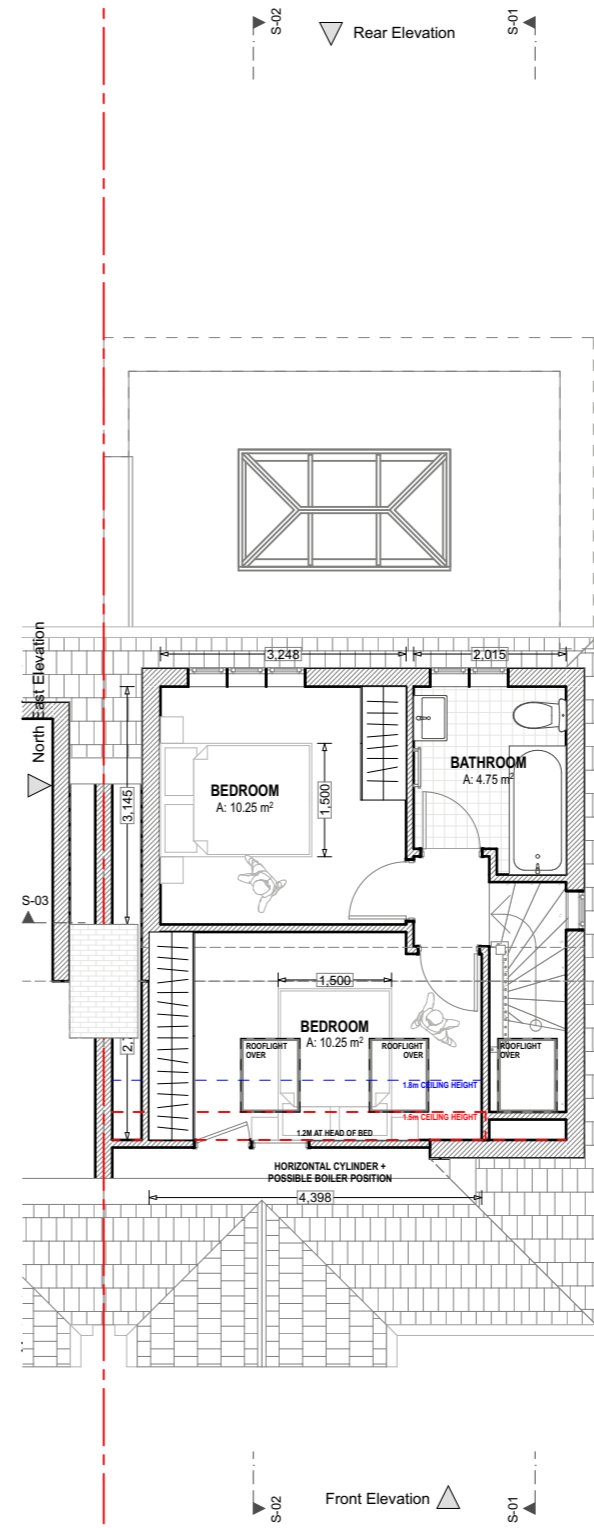 S-02
Rear Elevation
S-01
North East Elevation
3,248
2,015
BEDROOM
A: 10.25 m²
1,500
3,145
BATHROOM
A: 4.75 m²
S-03
1,500
BEDROOM
A: 10.25 m²
ROOFLIGHT
OVER
ROOFLIGHT
OVER
ROOFLIGHT
OVER
1.8m CEILING HEIGHT
1.5m CEILING HEIGHT
1.2M AT HEAD OF BED
HORIZONTAL CYLINDER +
POSSIBLE BOILER POSITION
4,398
S-02
Front Elevation
S-01